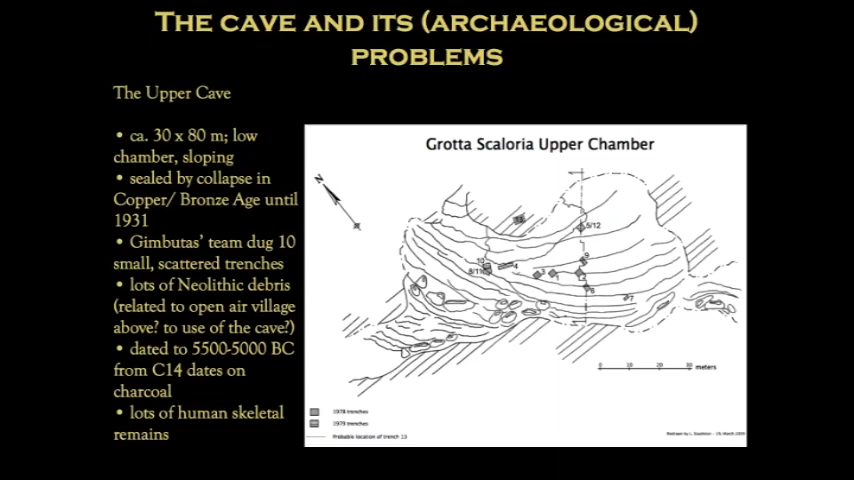 THE CAVE AND ITS (ARCHAEOLOGICAL)
PROBLEMS
The Upper Cave
• ca. 30 x 80 m; low
chamber, sloping
• sealed by collapse in
Copper/ Bronze Age until
1931
• Gimbutas' team dug 10
small, scattered trenches
• lots of Neolithic debris
(related to open air village
above? to use of the cave?)
• dated to 5500-5000 BC
from C14 dates on
charcoal
• lots of human skeletal
remains
Grotta Scaloria Upper Chamber
N
5/12
9
10
8/11
4
3
1
6
7
0 10 20 30 meters
1978 trenches
1979 trenches
Probable location of trench 13